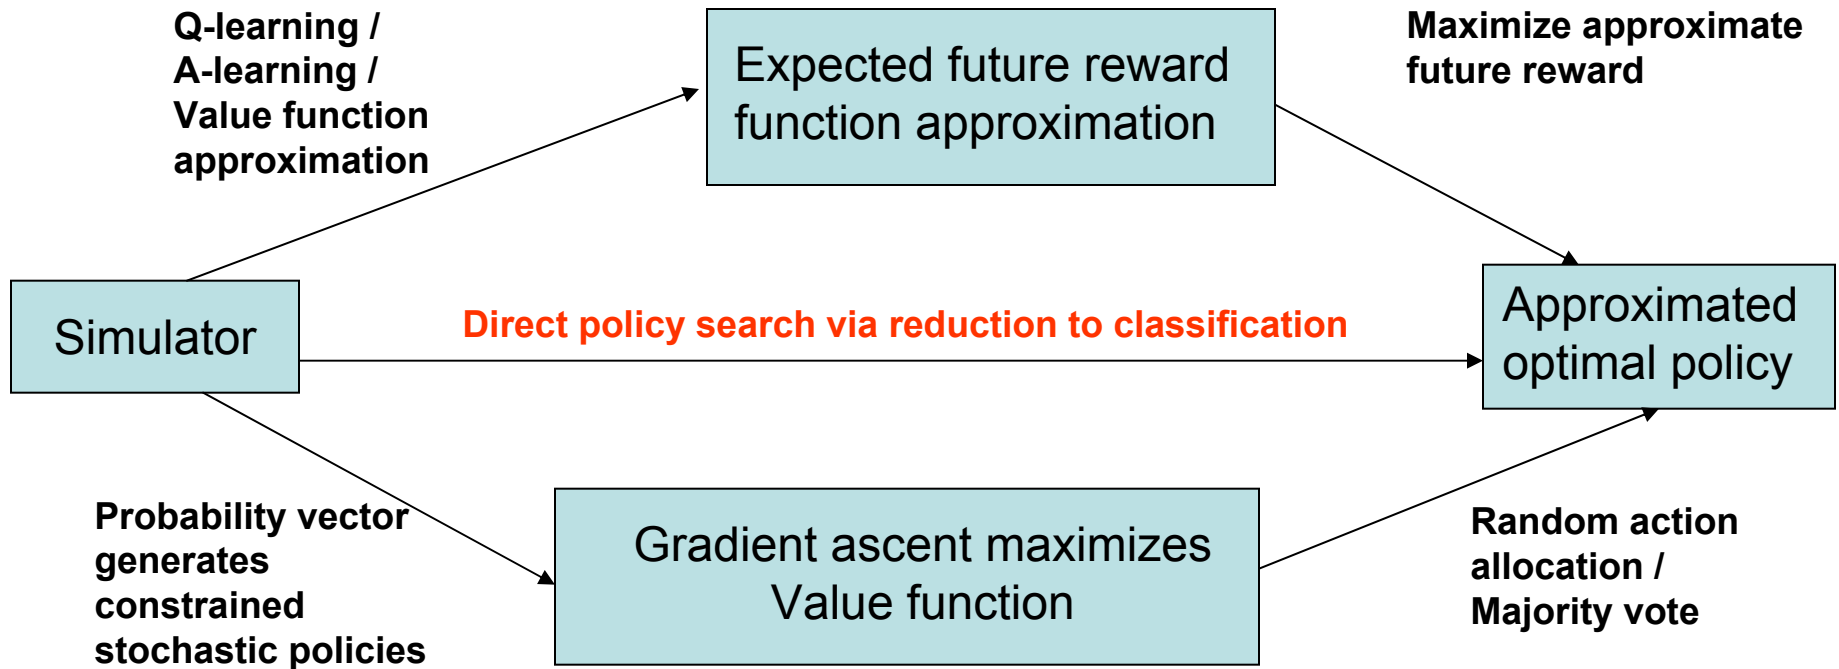 Q-learning /
A-learning /
Value function
approximation
Expected future reward
function approximation
Maximize approximate
future reward
Simulator
Direct policy search via reduction to classification
Approximated
optimal policy
Probability vector
generates
constrained
stochastic policies
Gradient ascent maximizes
Value function
Random action
allocation /
Majority vote